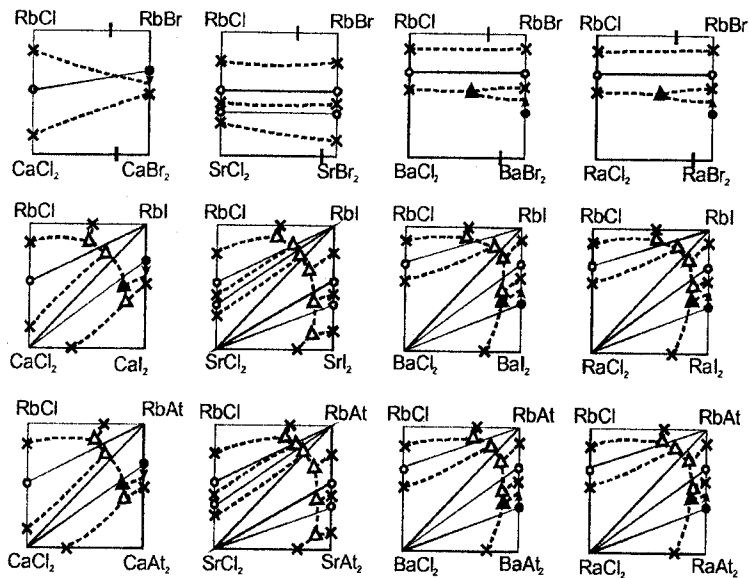 RbCl RbBr RbCl RbBr RbCl RbBr RbCl RbBr
CaCl₂ CaBr₂ SrCl₂ SrBr₂ BaCl₂ BaBr₂ RaCl₂ RaBr₂
RbCl RbI RbCl RbI RbCl RbI RbCl RbI
CaCl₂ CaI₂ SrCl₂ SrI₂ BaCl₂ BaI₂ RaCl₂ RaI₂
RbCl RbAt RbCl RbAt RbCl RbAt RbCl RbAt
CaCl₂ CaAt₂ SrCl₂ SrAt₂ BaCl₂ BaAt₂ RaCl₂ RaAt₂